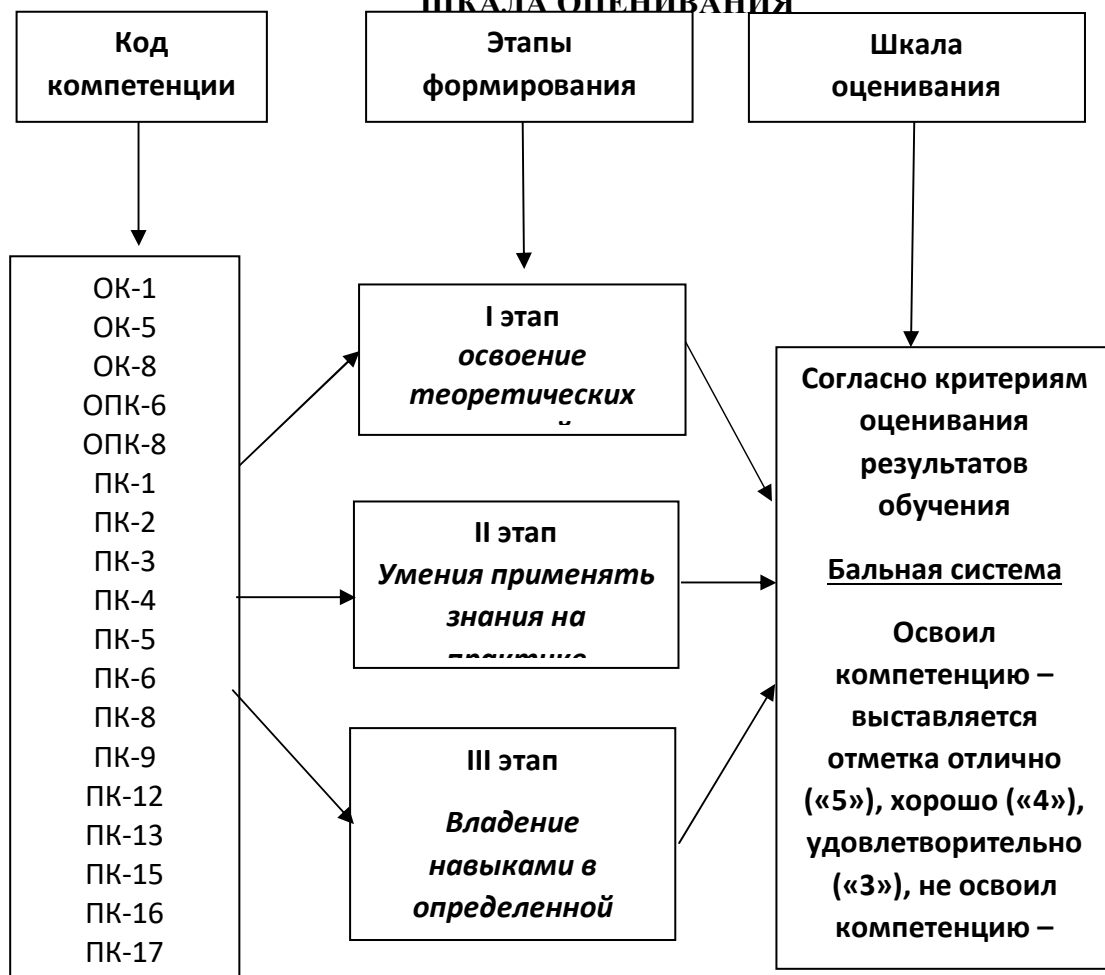 ШКАЛА ОЦЕНИВАНИЯ
Код
компетенции
Этапы
формирования
Шкала
оценивания
ОК-1
ОК-5
ОК-8
ОПК-6
ОПК-8
ПК-1
ПК-2
ПК-3
ПК-4
ПК-5
ПК-6
ПК-8
ПК-9
ПК-12
ПК-13
ПК-15
ПК-16
ПК-17
I этап
освоение
теоретических
II этап
Умения применять
знания на
практике
III этап
Владение
навыками в
определенной
Согласно критериям
оценивания
результатов
обучения
Бальная система
Освоил
компетенцию –
выставляется
отметка отлично
(«5»), хорошо («4»),
удовлетворительно
(«3»), не освоил
компетенцию –